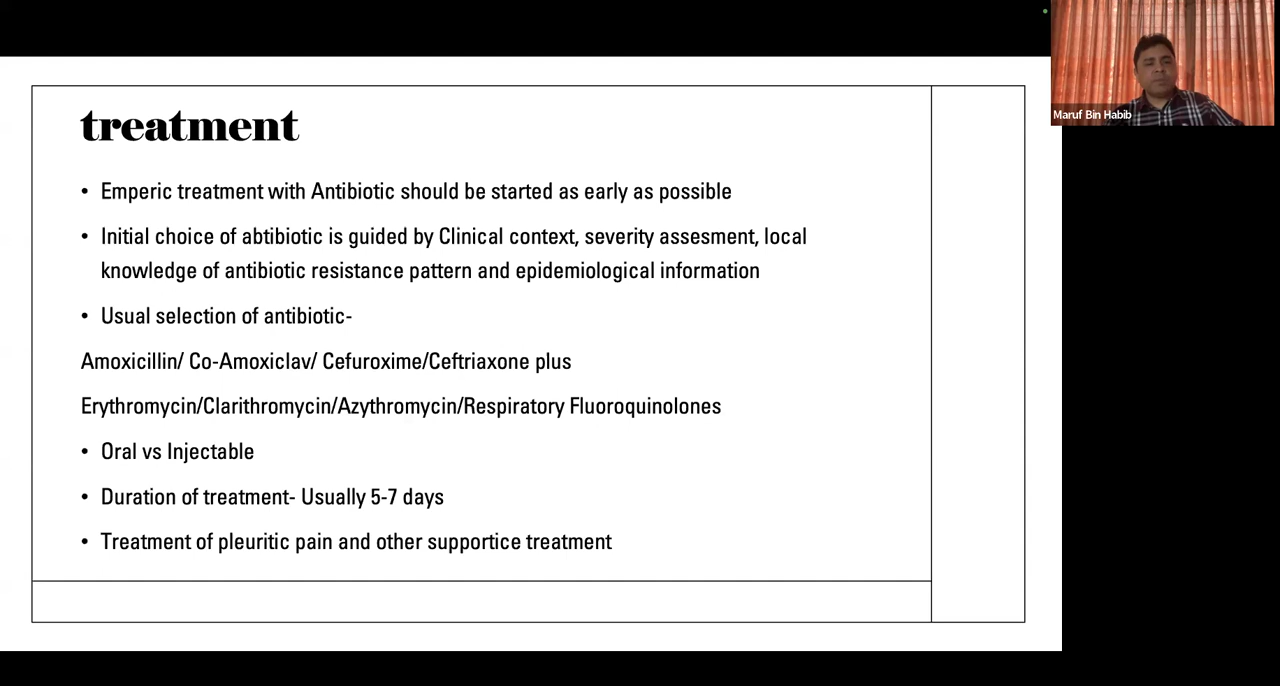 treatment
• Emperic treatment with Antibiotic should be started as early as possible
• Initial choice of abtibiotic is guided by Clinical context, severity assesment, local
knowledge of antibiotic resistance pattern and epidemiological information
• Usual selection of antibiotic-
Amoxicillin/ Co-Amoxiclav/ Cefuroxime/Ceftriaxone plus
Erythromycin/Clarithromycin/Azythromycin/Respiratory Fluoroquinolones
• Oral vs Injectable
• Duration of treatment- Usually 5-7 days
• Treatment of pleuritic pain and other supportice treatment
Maruf Bin Habib